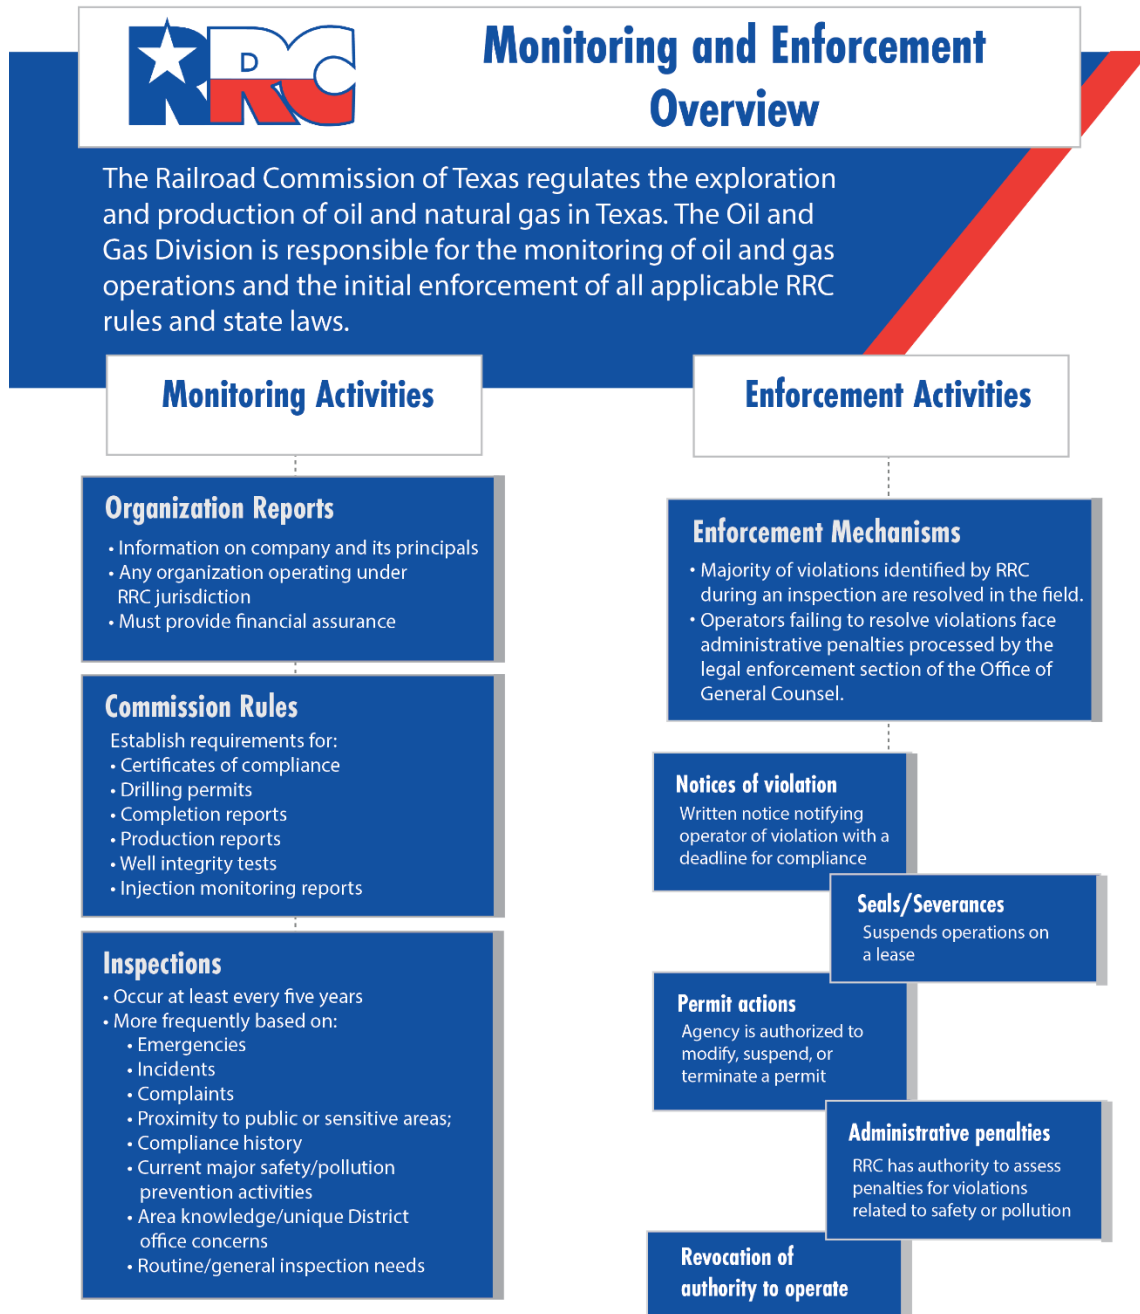 RRC
D
Monitoring and Enforcement
Overview
The Railroad Commission of Texas regulates the exploration
and production of oil and natural gas in Texas. The Oil and
Gas Division is responsible for the monitoring of oil and gas
operations and the initial enforcement of all applicable RRC
rules and state laws.
Monitoring Activities
Organization Reports
• Information on company and its principals
• Any organization operating under
RRC jurisdiction
• Must provide financial assurance
Commission Rules
Establish requirements for:
• Certificates of compliance
• Drilling permits
• Completion reports
• Production reports
• Well integrity tests
• Injection monitoring reports
Inspections
• Occur at least every five years
• More frequently based on:
• Emergencies
• Incidents
• Complaints
• Proximity to public or sensitive areas;
• Compliance history
• Current major safety/pollution
prevention activities
• Area knowledge/unique District
office concerns
• Routine/general inspection needs
Enforcement Activities
Enforcement Mechanisms
• Majority of violations identified by RRC
during an inspection are resolved in the field.
• Operators failing to resolve violations face
administrative penalties processed by the
legal enforcement section of the Office of
General Counsel.
Notices of violation
Written notice notifying
operator of violation with a
deadline for compliance
Seals/Severances
Suspends operations on
a lease
Permit actions
Agency is authorized to
modify, suspend, or
terminate a permit
Administrative penalties
RRC has authority to assess
penalties for violations
related to safety or pollution
Revocation of
authority to operate